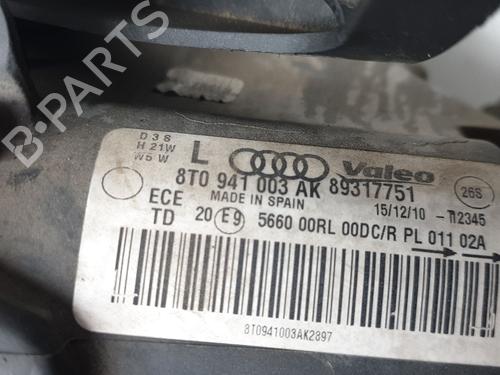 B-PARTS
D3S
H 21W
W5W
L Valeo
8T0 941 003 AK 89317751
26S
MADE IN SPAIN
15/12/10
ECE
TD
20 E9 5660 00RL 00DC/R PL 011 02A
8T0941003AK2897